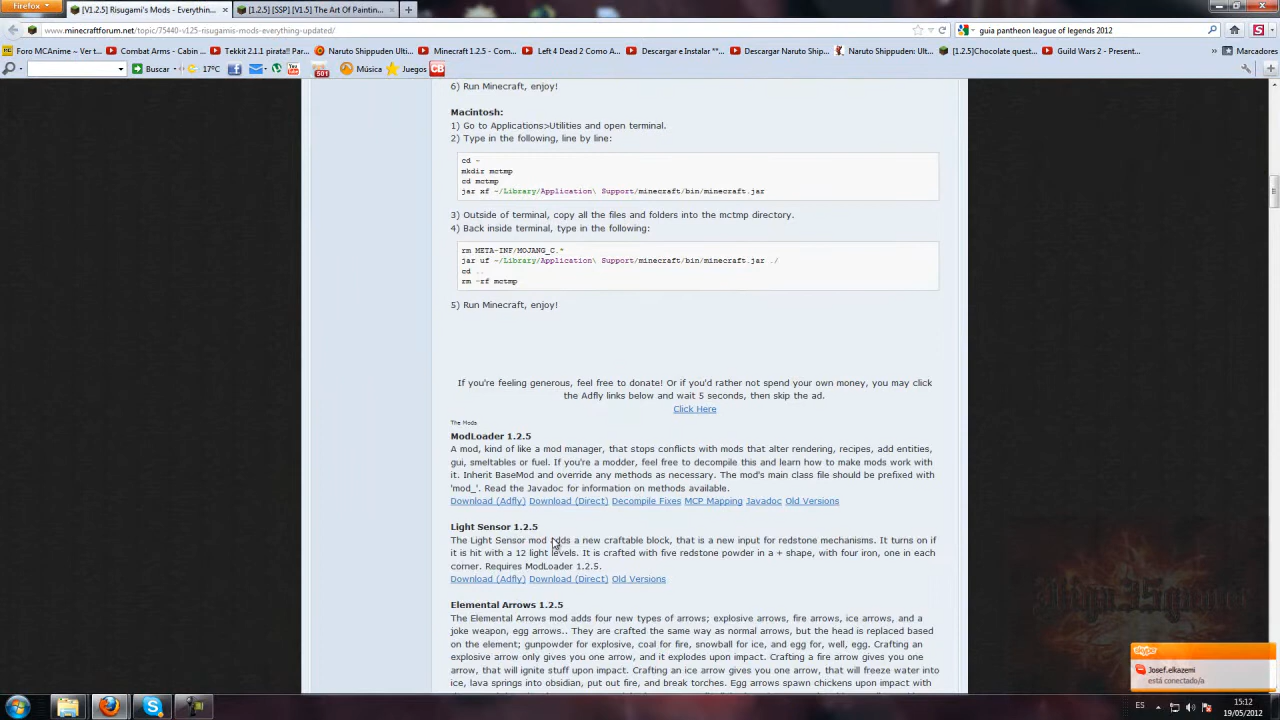 Firefox
[V1.2.5] Risugami's Mods - Everythin...
[1.2.5] [SSP] [V1.5] The Art Of Paintin...
www.minecraftforum.net/topic/75440-v125-risugamis-mods-everything-updated/
guia pantheon league of legends 2012
Foro MCAnime - Ver t...
Combat Arms - Cabin ...
Tekkit 2.1.1 pirata!! Par...
Naruto Shippuden Ulti...
Minecraft 1.2.5 - Com...
Left 4 Dead 2 Como A...
Descargar e Instalar **...
Descargar Naruto Shi...
Naruto Shippuden: Ult...
[1.2.5]Chocolate quest...
Guild Wars 2 - Present...
Marcadores
Buscar
17°C
501
Música
Juegos
CB
6) Run Minecraft, enjoy!
Macintosh:
1) Go to Applications>Utilities and open terminal.
2) Type in the following, line by line:
cd ~
mkdir mctmp
cd mctmp
jar xf ~/Library/Application\ Support/minecraft/bin/minecraft.jar
3) Outside of terminal, copy all the files and folders into the mctmp directory.
4) Back inside terminal, type in the following:
rm META-INF/MOJANG_C.*
jar uf ~/Library/Application\ Support/minecraft/bin/minecraft.jar ./
cd ..
rm -rf mctmp
5) Run Minecraft, enjoy!
If you're feeling generous, feel free to donate! Or if you'd rather not spend your own money, you may click
the Adfly links below and wait 5 seconds, then skip the ad.
Click Here
The Mods
ModLoader 1.2.5
A mod, kind of like a mod manager, that stops conflicts with mods that alter rendering, recipes, add entities,
gui, smeltables or fuel. If you're a modder, feel free to decompile this and learn how to make mods work with
it. Inherit BaseMod and override any methods as necessary. The mod's main class file should be prefixed with
'mod_'. Read the Javadoc for information on methods available.
Download (Adfly) Download (Direct) Decompile Fixes MCP Mapping Javadoc Old Versions
Light Sensor 1.2.5
The Light Sensor mod adds a new craftable block, that is a new input for redstone mechanisms. It turns on if
it is hit with a 12 light levels. It is crafted with five redstone powder in a + shape, with four iron, one in each
corner. Requires ModLoader 1.2.5.
Download (Adfly) Download (Direct) Old Versions
Elemental Arrows 1.2.5
The Elemental Arrows mod adds four new types of arrows; explosive arrows, fire arrows, ice arrows, and a
joke weapon, egg arrows.. They are crafted the same way as normal arrows, but the head is replaced based
on the element; gunpowder for explosive, coal for fire, snowball for ice, and egg for, well, egg. Crafting an
explosive arrow only gives you one arrow, and it explodes upon impact. Crafting a fire arrow gives you one
arrow, that will ignite stuff upon impact. Crafting an ice arrow gives you one arrow, that will freeze water into
ice, lava springs into obsidian, put out fire, and break torches. Egg arrows spawn chickens upon impact with
skype
Josef.elkazemi
está conectado/a
ES
15:12
19/05/2012